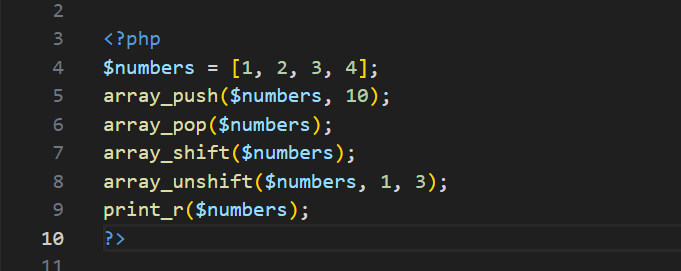 2
3 <?php
4 $numbers = [1, 2, 3, 4];
5 array_push($numbers, 10);
6 array_pop($numbers);
7 array_shift($numbers);
8 array_unshift($numbers, 1, 3);
9 print_r($numbers);
10 ?>
11